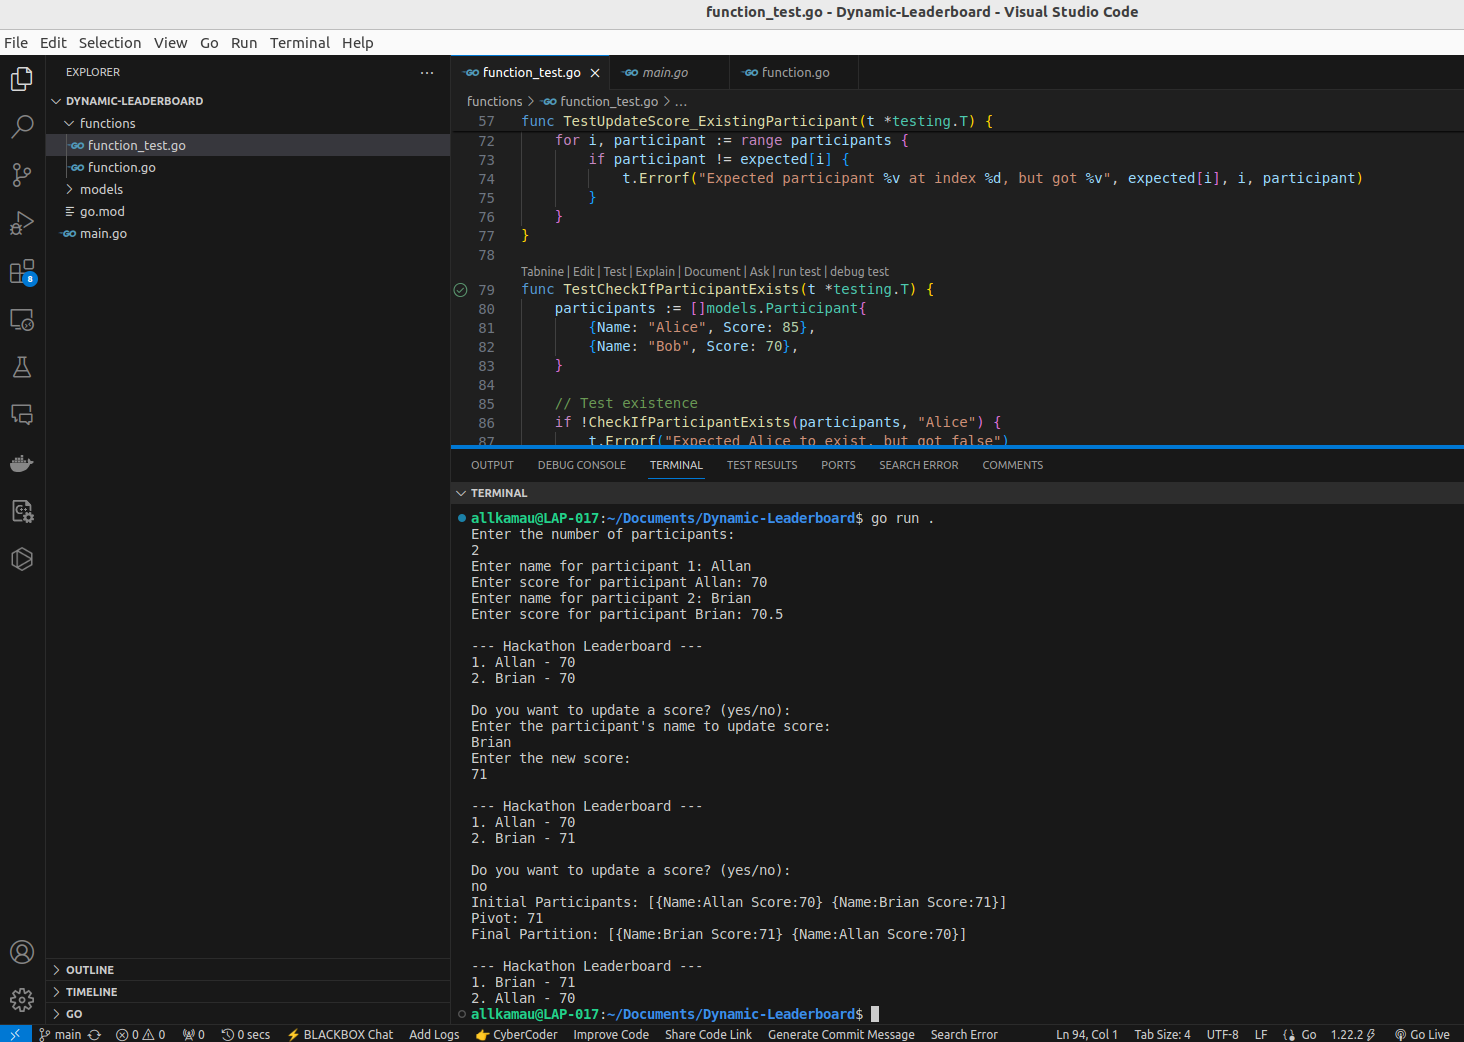 function_test.go - Dynamic-Leaderboard - Visual Studio Code
File Edit Selection View Go Run Terminal Help
EXPLORER
DYNAMIC-LEADERBOARD
functions
GO function_test.go
GO function.go
models
go.mod
GO main.go
OUTLINE
TIMELINE
GO
8
GO function_test.go GO main.go GO function.go
functions > GO function_test.go > ...
57 func TestUpdateScore_ExistingParticipant(t *testing.T) {
72 for i, participant := range participants {
73 if participant != expected[i] {
74 t.Errorf("Expected participant %v at index %d, but got %v", expected[i], i, participant)
75 }
76 }
77 }
78
Tabnine | Edit | Test | Explain | Document | Ask | run test | debug test
79 func TestCheckIfParticipantExists(t *testing.T) {
80 participants := []models.Participant{
81 {Name: "Alice", Score: 85},
82 {Name: "Bob", Score: 70},
83 }
84
85 // Test existence
86 if !CheckIfParticipantExists(participants, "Alice") {
87 t.Errorf("Expected Alice to exist, but got false")
OUTPUT DEBUG CONSOLE TERMINAL TEST RESULTS PORTS SEARCH ERROR COMMENTS
TERMINAL
allkamau@LAP-017:~/Documents/Dynamic-Leaderboard$ go run .
Enter the number of participants:
2
Enter name for participant 1: Allan
Enter score for participant Allan: 70
Enter name for participant 2: Brian
Enter score for participant Brian: 70.5
--- Hackathon Leaderboard ---
1. Allan - 70
2. Brian - 70
Do you want to update a score? (yes/no):
Enter the participant's name to update score:
Brian
Enter the new score:
71
--- Hackathon Leaderboard ---
1. Allan - 70
2. Brian - 71
Do you want to update a score? (yes/no):
no
Initial Participants: [{Name:Allan Score:70} {Name:Brian Score:71}]
Pivot: 71
Final Partition: [{Name:Brian Score:71} {Name:Allan Score:70}]
--- Hackathon Leaderboard ---
1. Brian - 71
2. Allan - 70
allkamau@LAP-017:~/Documents/Dynamic-Leaderboard$
main 0 0 0 0 secs BLACKBOX Chat Add Logs CyberCoder Improve Code Share Code Link Generate Commit Message Search Error Ln 94, Col 1 Tab Size: 4 UTF-8 LF Go 1.22.2 Go Live